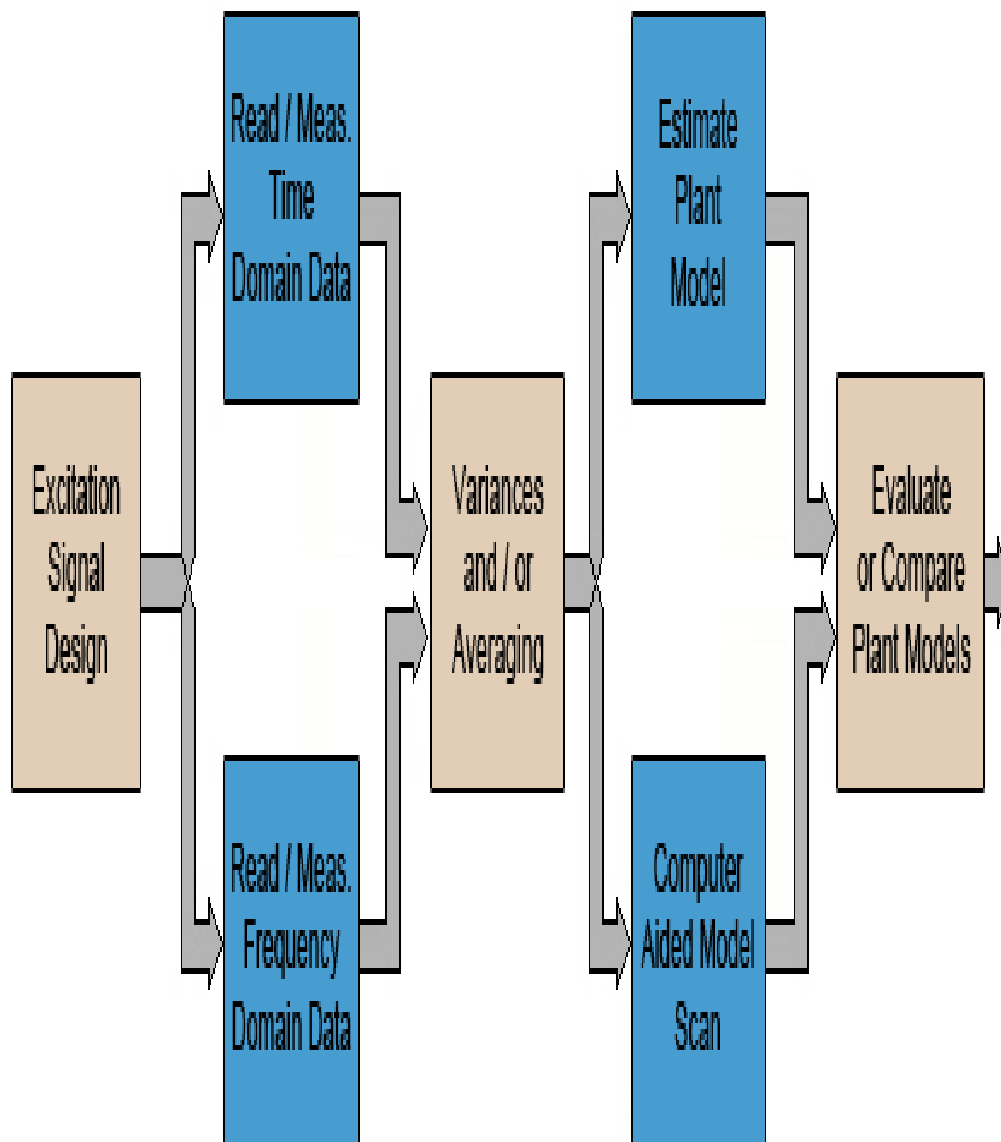 Excitation
Signal
Design
Read / Meas.
Time
Domain Data
Read / Meas.
Frequency
Domain Data
Variances
and / or
Averaging
Estimate
Plant
Model
Computer
Aided Model
Scan
Evaluate
or Compare
Plant Models